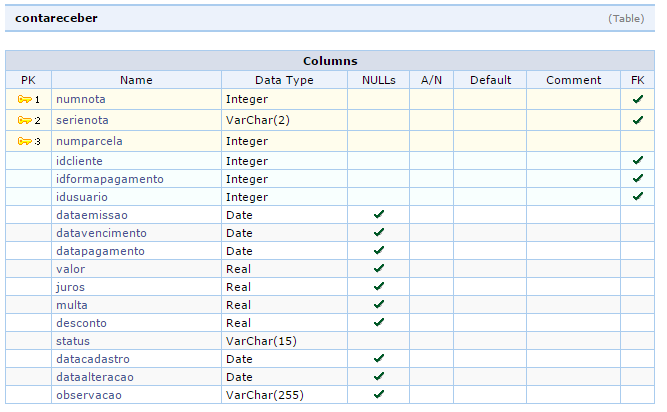 contareceber (Table)
Columns
PK Name Data Type NULLs A/N Default Comment FK
1 numnota Integer
2 serienota VarChar(2)
3 numparcela Integer
idcliente Integer
idformapagamento Integer
idusuario Integer
dataemissao Date
datavencimento Date
datapagamento Date
valor Real
juros Real
multa Real
desconto Real
status VarChar(15)
datacadastro Date
dataalteracao Date
observacao VarChar(255)